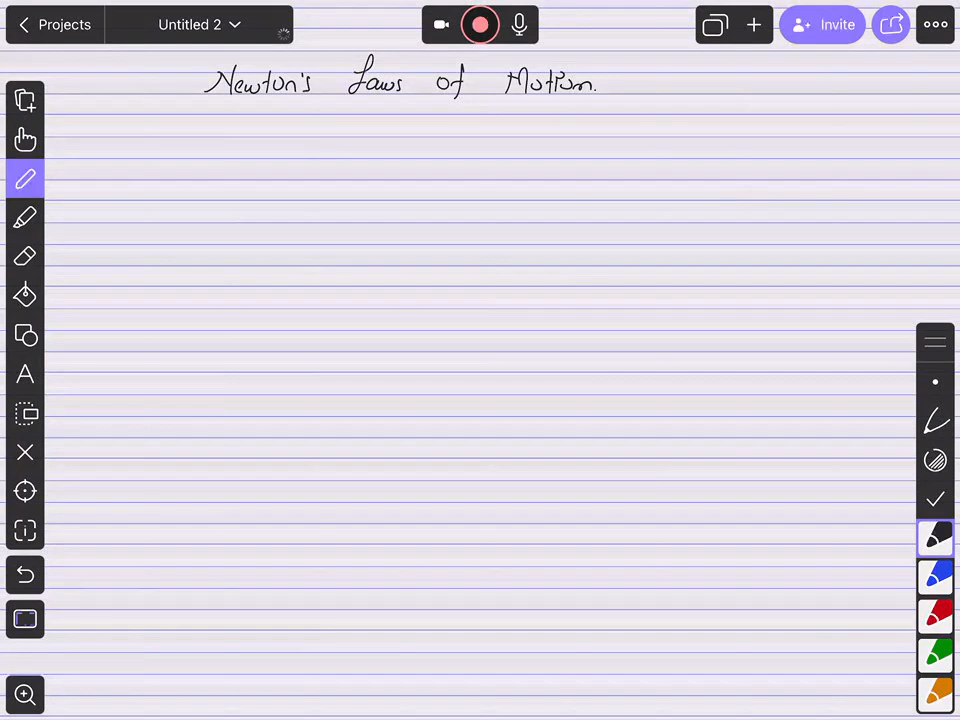 Projects
Untitled 2
Invite
Newton's Laws of Motion.
A